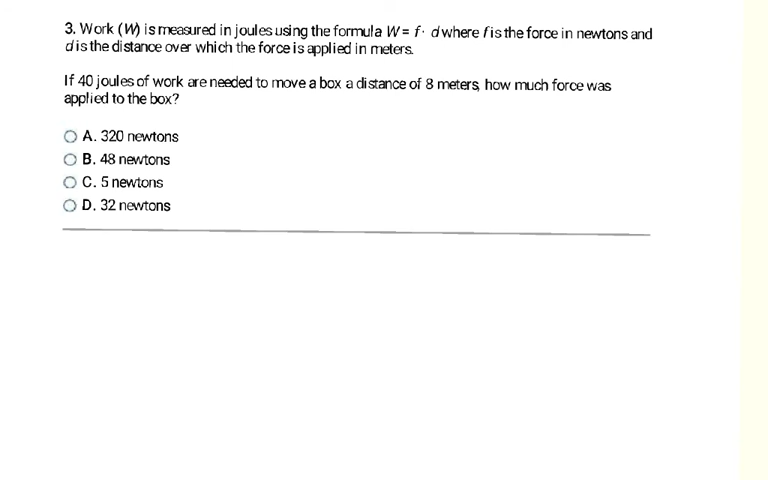 3. Work (W) is measured in joules using the formula W = f · d where f is the force in newtons and
d is the distance over which the force is applied in meters.
If 40 joules of work are needed to move a box a distance of 8 meters, how much force was
applied to the box?
A. 320 newtons
B. 48 newtons
C. 5 newtons
D. 32 newtons